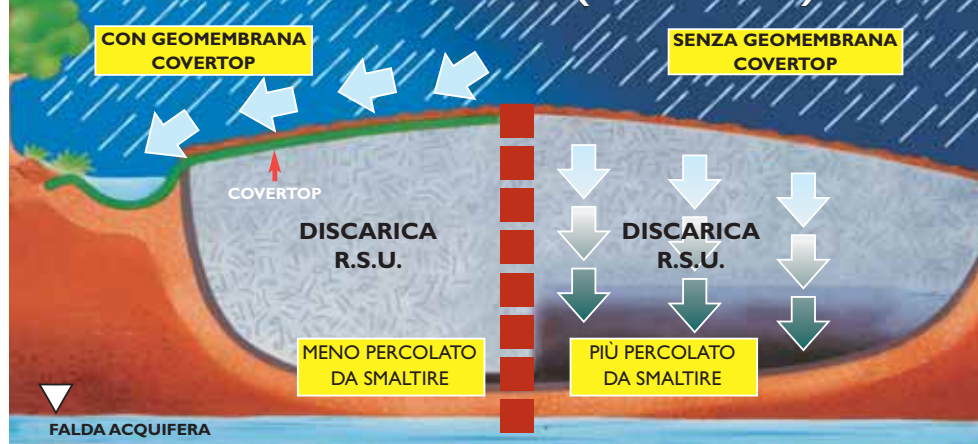 CON GEOMEMBRANA
COVERTOP
SENZA GEOMEMBRANA
COVERTOP
COVERTOP
DISCARICA
R.S.U.
DISCARICA
R.S.U.
MENO PERCOLATO
DA SMALTIRE
PIÙ PERCOLATO
DA SMALTIRE
FALDA ACQUIFERA